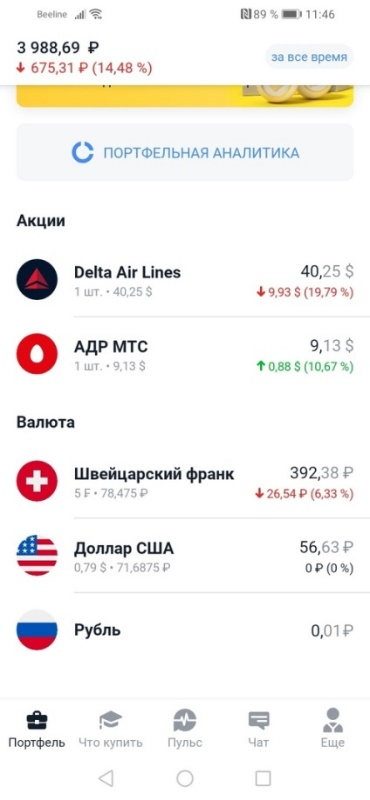 Beeline 89 % 11:46
3 988,69 ₽
↓ 675,31 ₽ (14,48 %)
за все время
ПОРТФЕЛЬНАЯ АНАЛИТИКА
Акции
Delta Air Lines 40,25 $
1 шт. • 40,25 $ ↓ 9,93 $ (19,79 %)
АДР МТС 9,13 $
1 шт. • 9,13 $ ↑ 0,88 $ (10,67 %)
Валюта
Швейцарский франк 392,38 ₽
5 ₣ • 78,475 ₽ ↓ 26,54 ₽ (6,33 %)
Доллар США 56,63 ₽
0,79 $ • 71,6875 ₽ 0 ₽ (0 %)
Рубль 0,01 ₽
Портфель Что купить Пульс Чат Еще